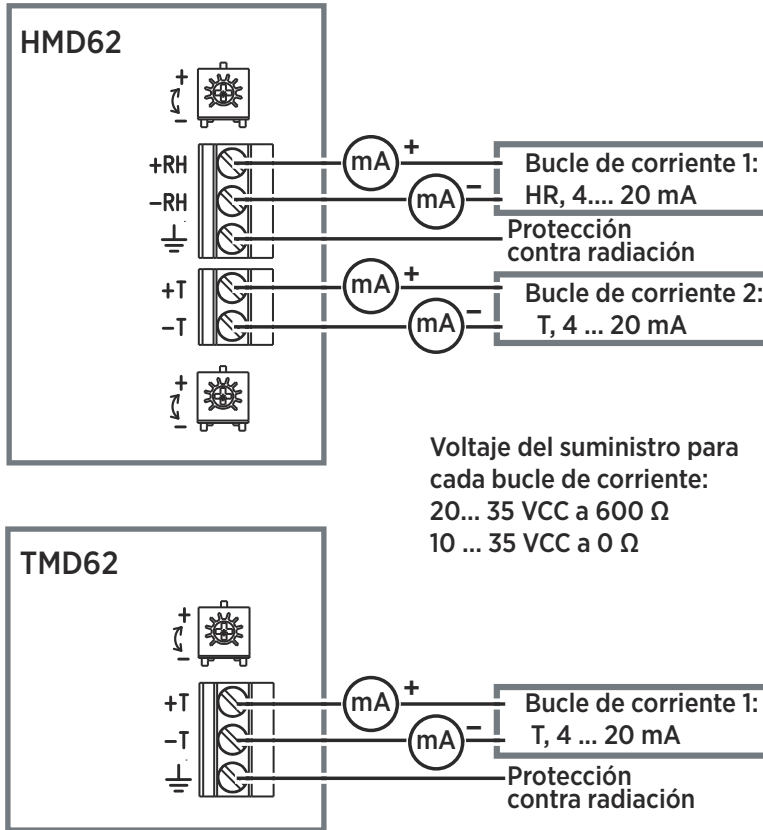 HMD62
+
−
+RH
mA
+
Bucle de corriente 1:
−RH
mA
−
HR, 4.... 20 mA
Protección
contra radiación
+T
mA
+
Bucle de corriente 2:
−T
mA
−
T, 4 ... 20 mA
+
−
Voltaje del suministro para
cada bucle de corriente:
20... 35 VCC a 600 Ω
10 ... 35 VCC a 0 Ω
TMD62
+
−
+T
mA
+
Bucle de corriente 1:
−T
mA
−
T, 4 ... 20 mA
Protección
contra radiación